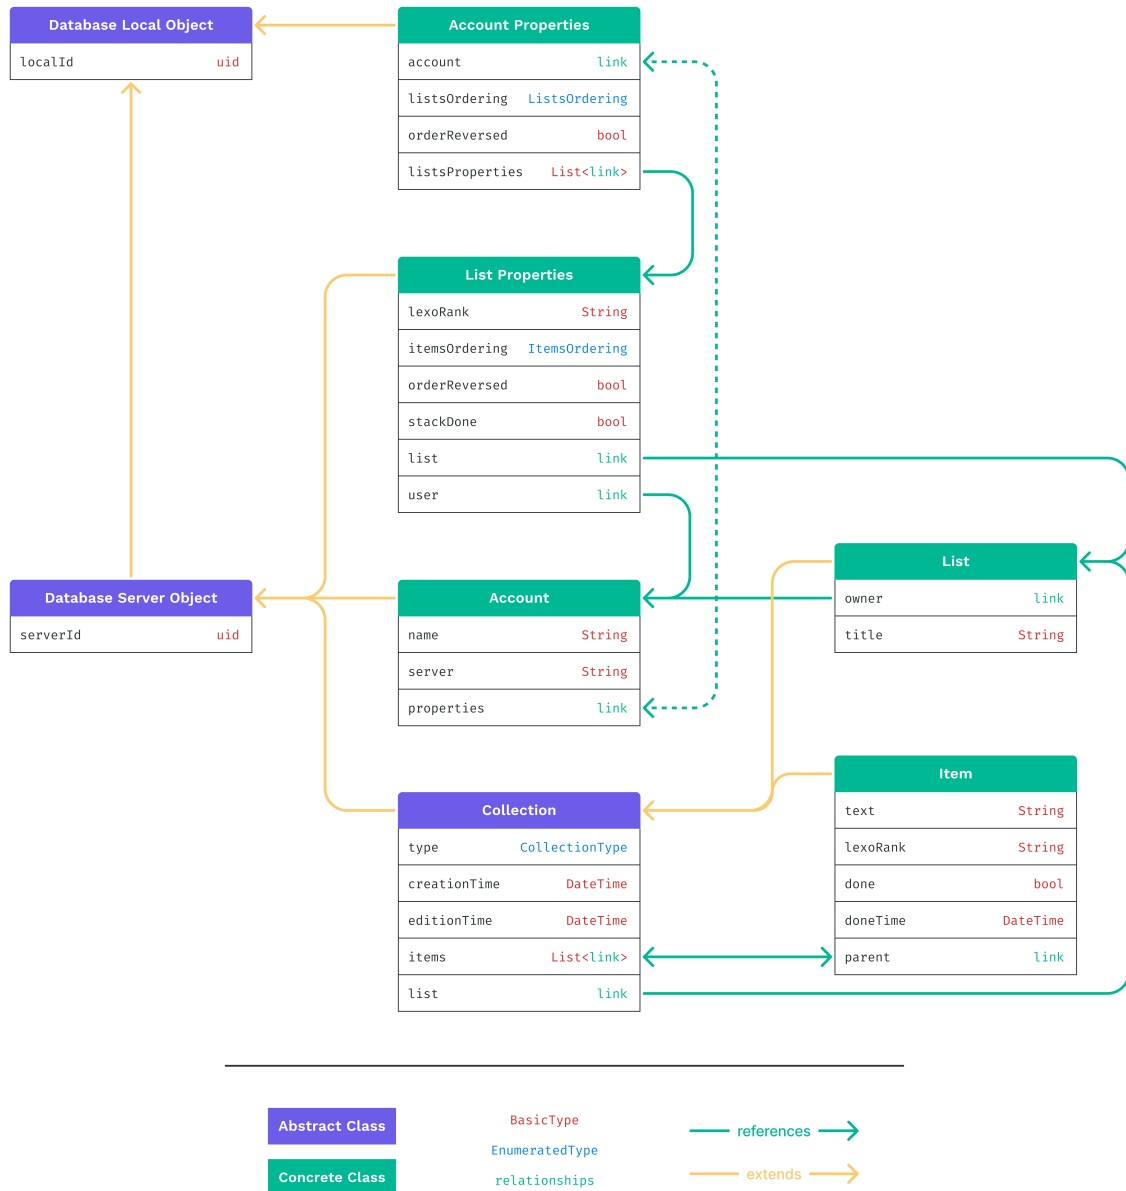 Database Local Object
localId uid
Account Properties
account link
listsOrdering ListsOrdering
orderReversed bool
listsProperties List<link>
List Properties
lexoRank String
itemsOrdering ItemsOrdering
orderReversed bool
stackDone bool
list link
user link
Database Server Object
serverId uid
Account
name String
server String
properties link
List
owner link
title String
Collection
type CollectionType
creationTime DateTime
editionTime DateTime
items List<link>
list link
Item
text String
lexoRank String
done bool
doneTime DateTime
parent link
Abstract Class
Concrete Class
BasicType
EnumeratedType
relationships
references
extends